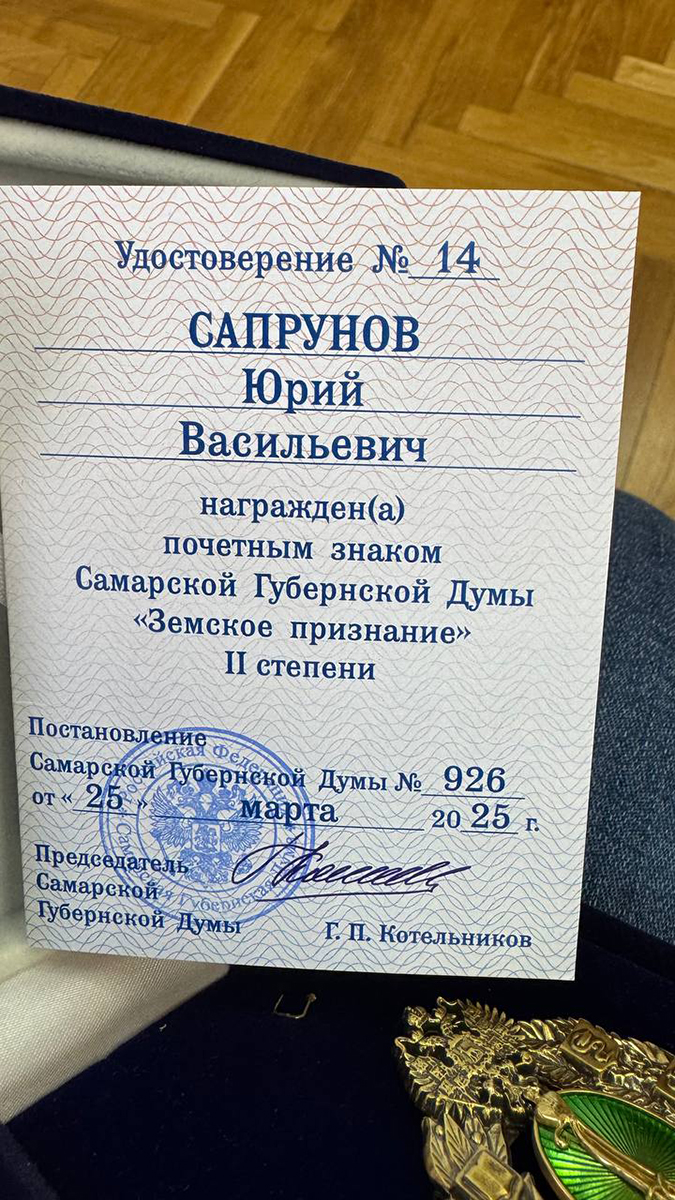 Удостоверение № 14
САПРУНОВ
Юрий
Васильевич
награжден(а)
почетным знаком
Самарской Губернской Думы
«Земское признание»
II степени
Постановление
Самарской Губернской Думы № 926
от « 25 » марта 20 25 г.
Председатель
Самарской
Губернской Думы
Г. П. Котельников